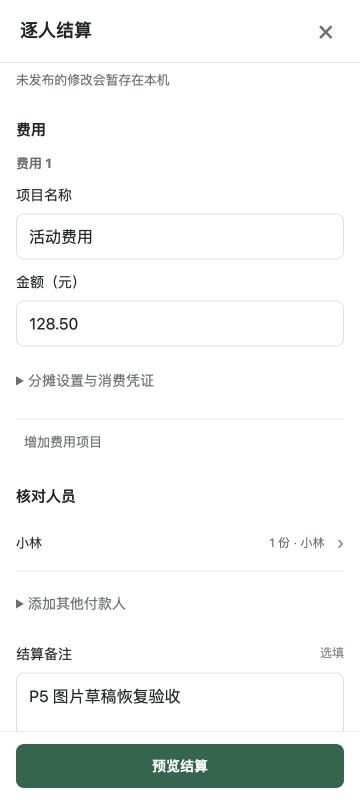 逐人结算
未发布的修改会暂存在本机
费用
费用 1
项目名称
活动费用
金额（元）
128.50
▶ 分摊设置与消费凭证
增加费用项目
核对人员
小林 1 份 · 小林 ›
▶ 添加其他付款人
结算备注 选填
P5 图片草稿恢复验收
预览结算